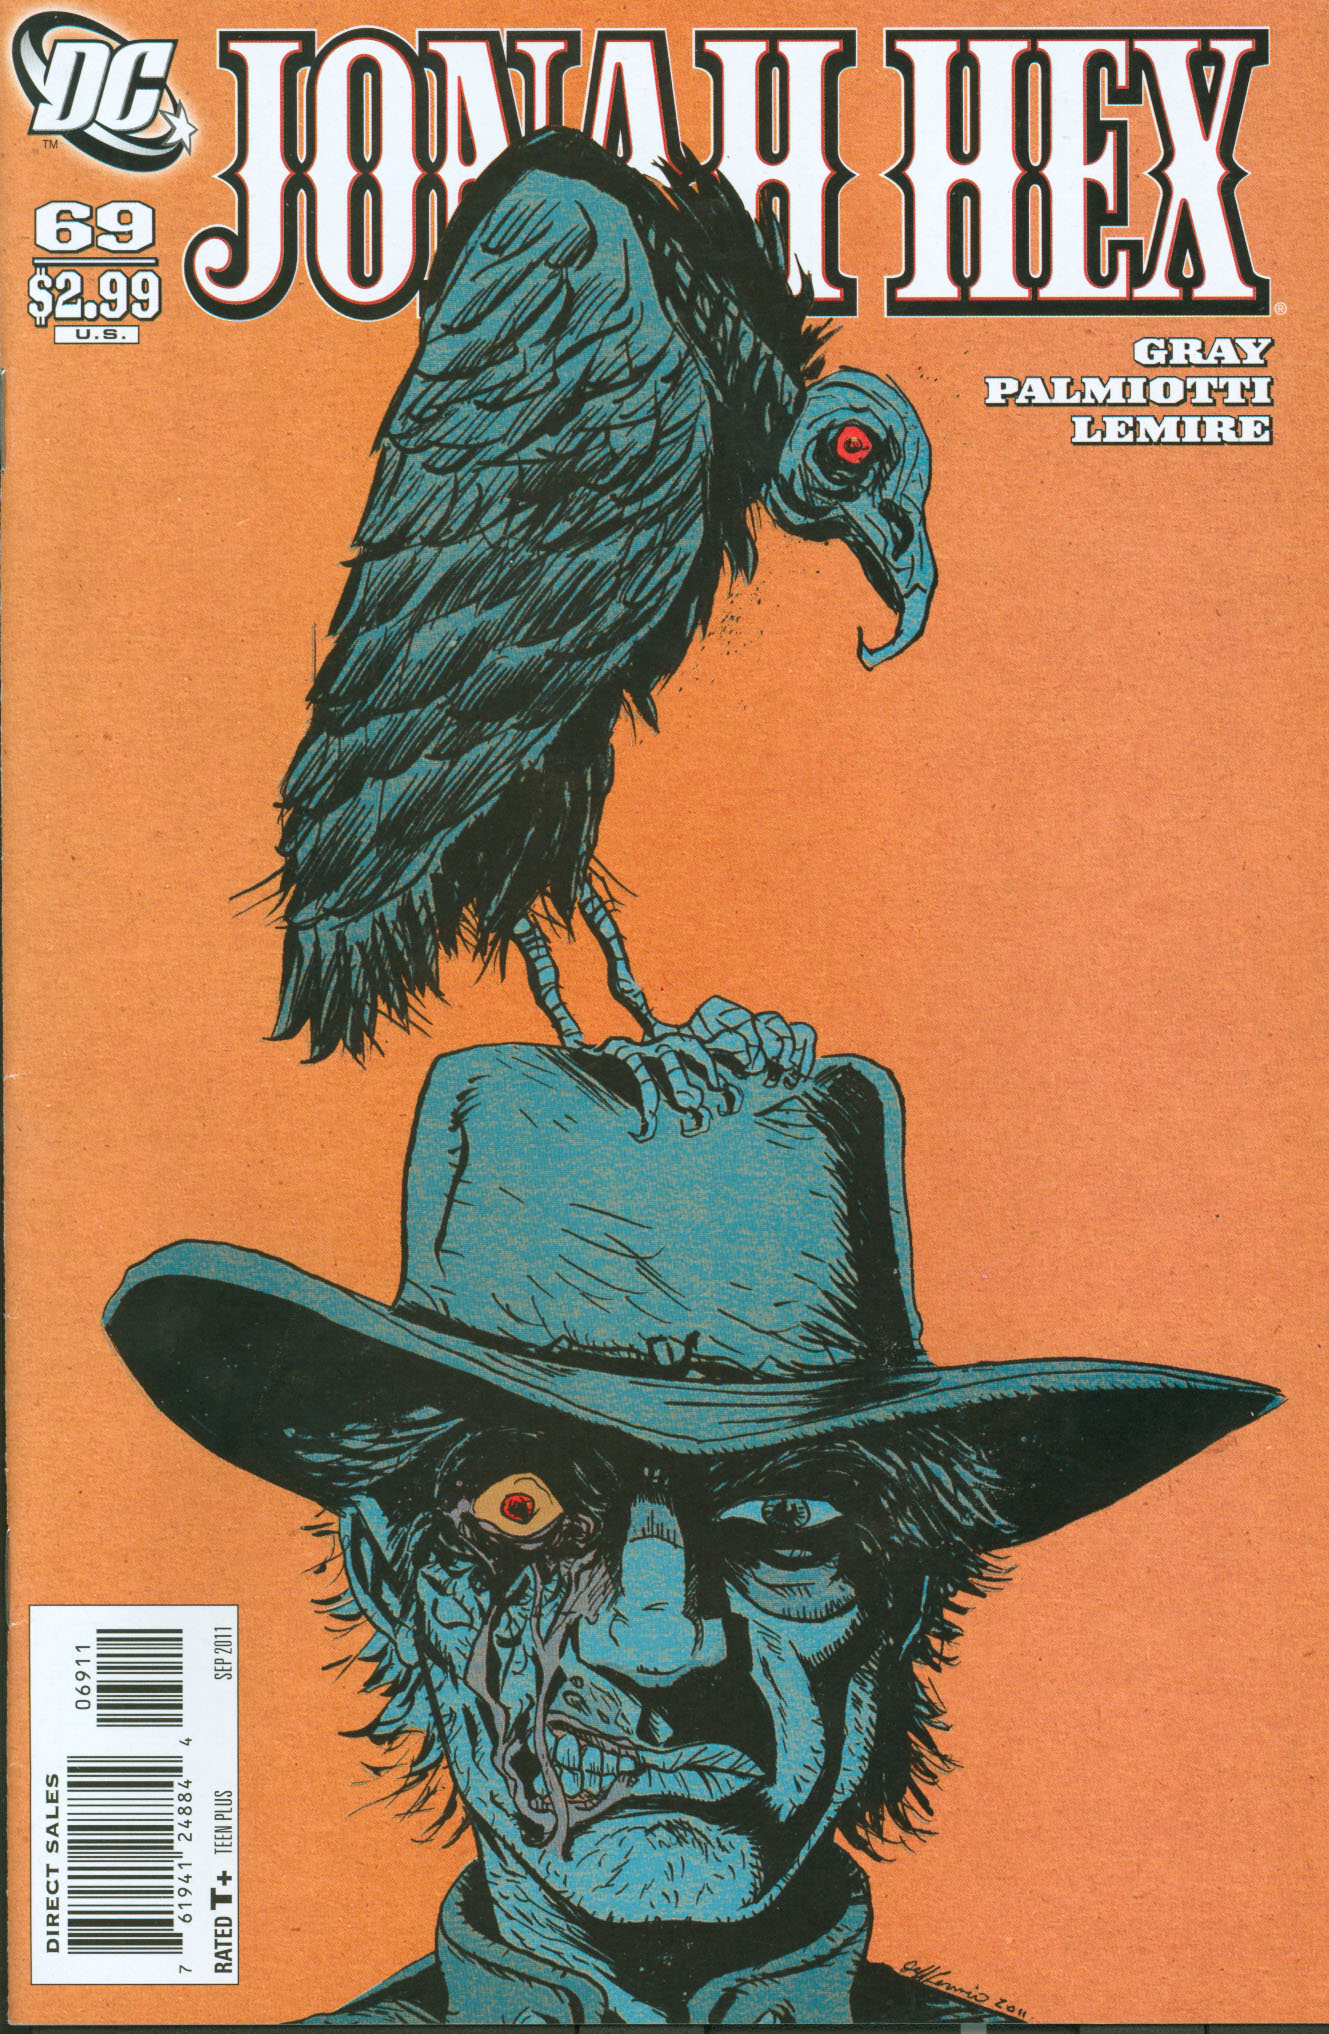 DC
TM
JONAH HEX
®
69
$2.99
U.S.
GRAY
PALMIOTTI
LEMIRE
DIRECT SALES
06911
7 61941 24884 4
RATED T+ TEEN PLUS SEP 2011
2011